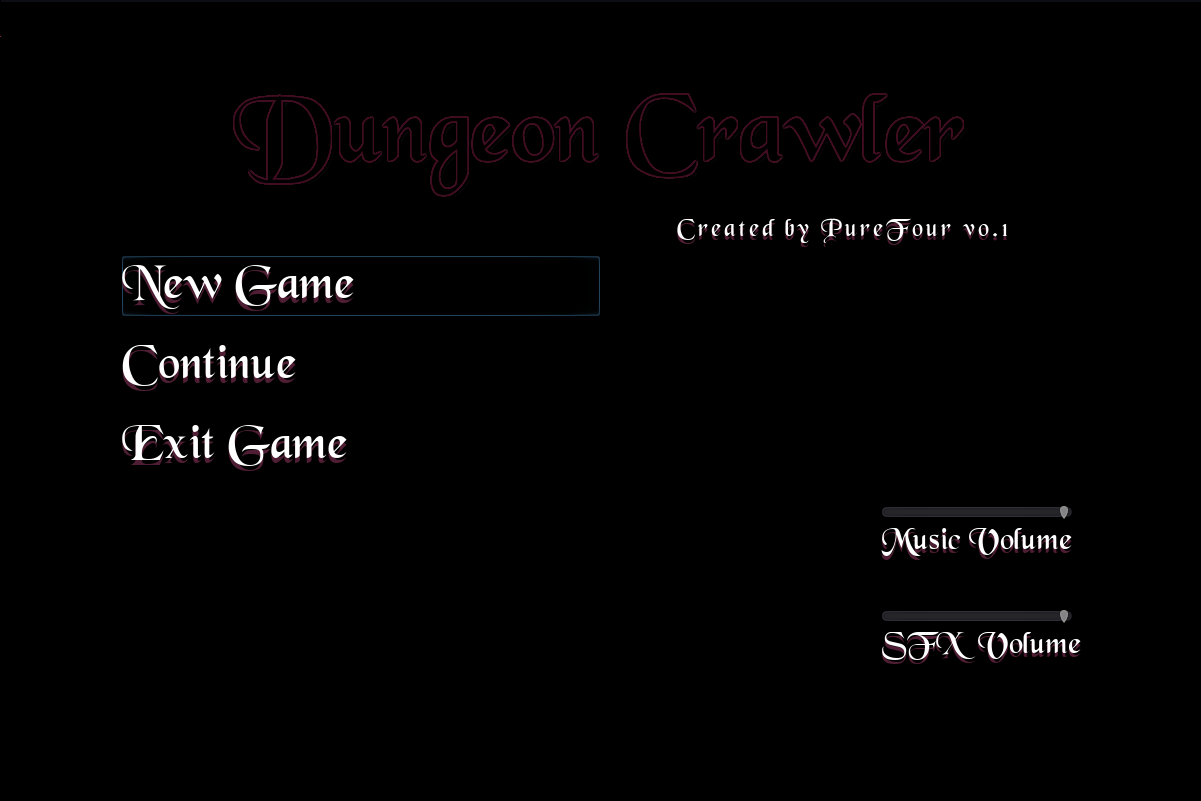 Dungeon Crawler
Created by PureFour v0.1
New Game
Continue
Exit Game
Music Volume
SFX Volume